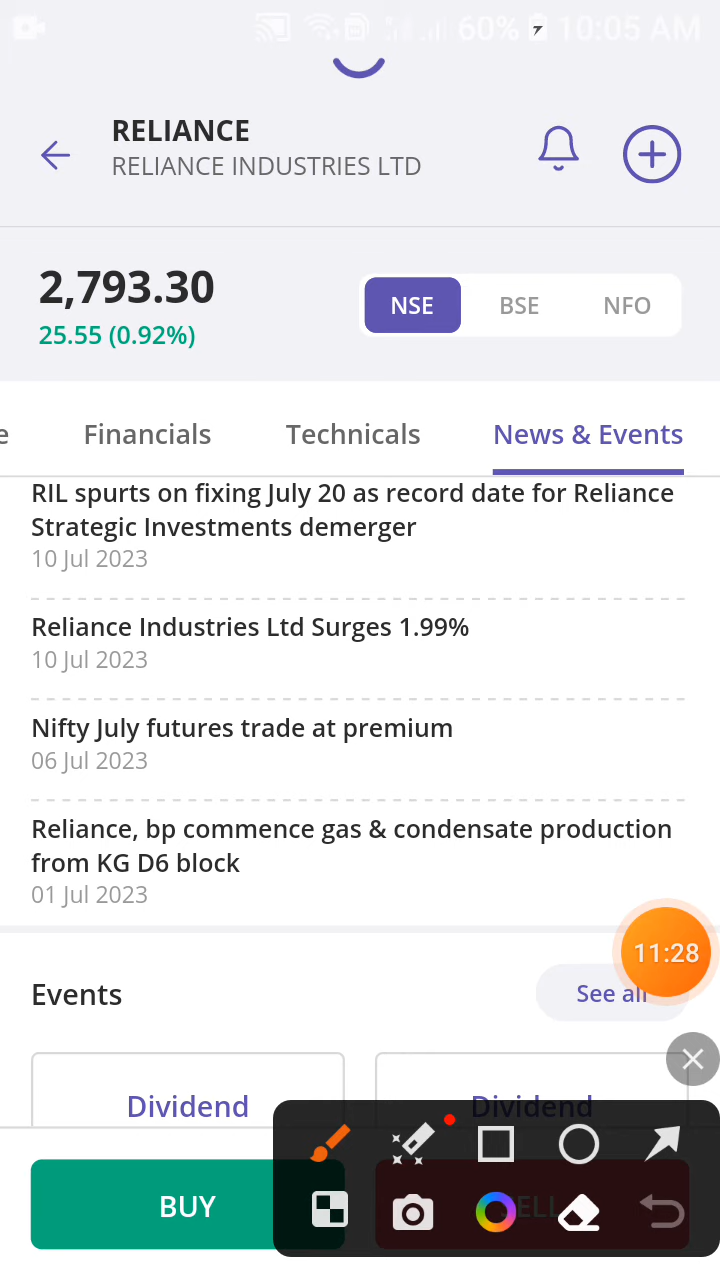 60% 10:05 AM
RELIANCE
RELIANCE INDUSTRIES LTD
2,793.30
25.55 (0.92%)
NSE BSE NFO
e Financials Technicals News & Events
RIL spurts on fixing July 20 as record date for Reliance
Strategic Investments demerger
10 Jul 2023
Reliance Industries Ltd Surges 1.99%
10 Jul 2023
Nifty July futures trade at premium
06 Jul 2023
Reliance, bp commence gas & condensate production
from KG D6 block
01 Jul 2023
11:28
Events See all
Dividend Dividend
BUY SELL